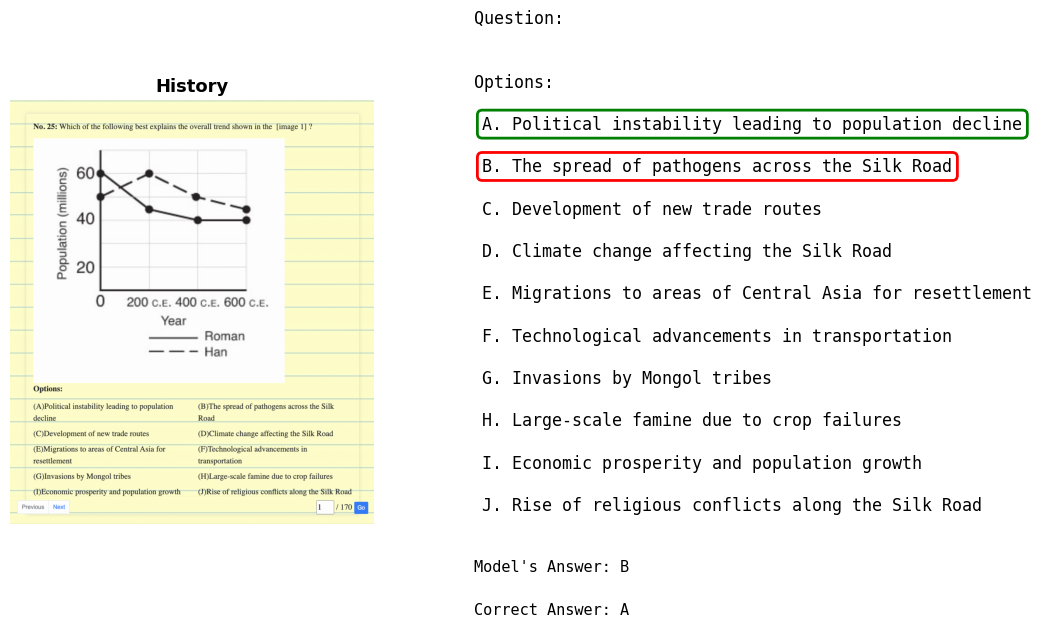 Question:
History
Options:
No. 25: Which of the following best explains the overall trend shown in the [image 1] ?
Population (millions)
60
40
20
0 200 C.E. 400 C.E. 600 C.E.
Year
Roman
Han
Options:
(A)Political instability leading to population decline
(B)The spread of pathogens across the Silk Road
(C)Development of new trade routes
(D)Climate change affecting the Silk Road
(E)Migrations to areas of Central Asia for resettlement
(F)Technological advancements in transportation
(G)Invasions by Mongol tribes
(H)Large-scale famine due to crop failures
(I)Economic prosperity and population growth
(J)Rise of religious conflicts along the Silk Road
Previous Next 1 / 170 Go
A. Political instability leading to population decline
B. The spread of pathogens across the Silk Road
C. Development of new trade routes
D. Climate change affecting the Silk Road
E. Migrations to areas of Central Asia for resettlement
F. Technological advancements in transportation
G. Invasions by Mongol tribes
H. Large-scale famine due to crop failures
I. Economic prosperity and population growth
J. Rise of religious conflicts along the Silk Road
Model's Answer: B
Correct Answer: A